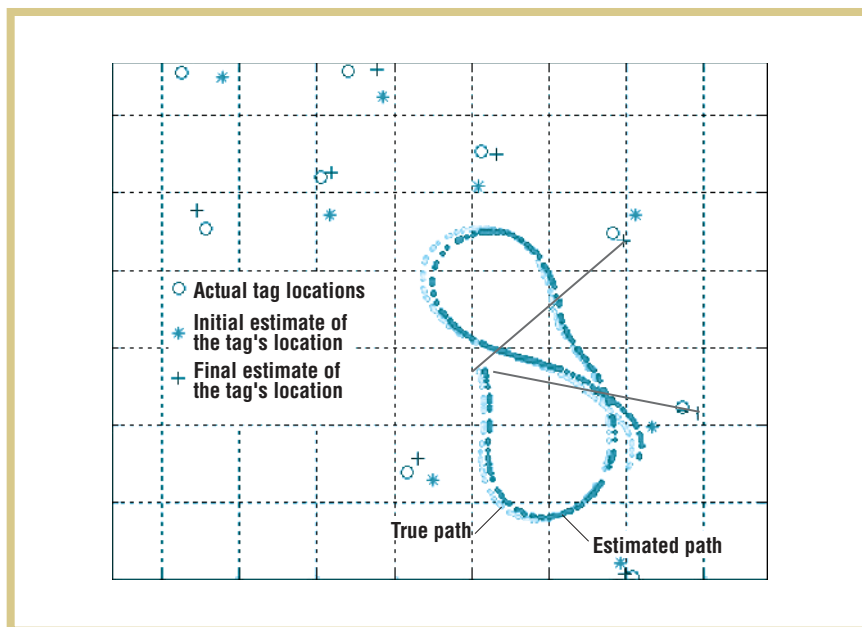 Actual tag locations
Initial estimate of
the tag's location
Final estimate of
the tag's location
True path
Estimated path